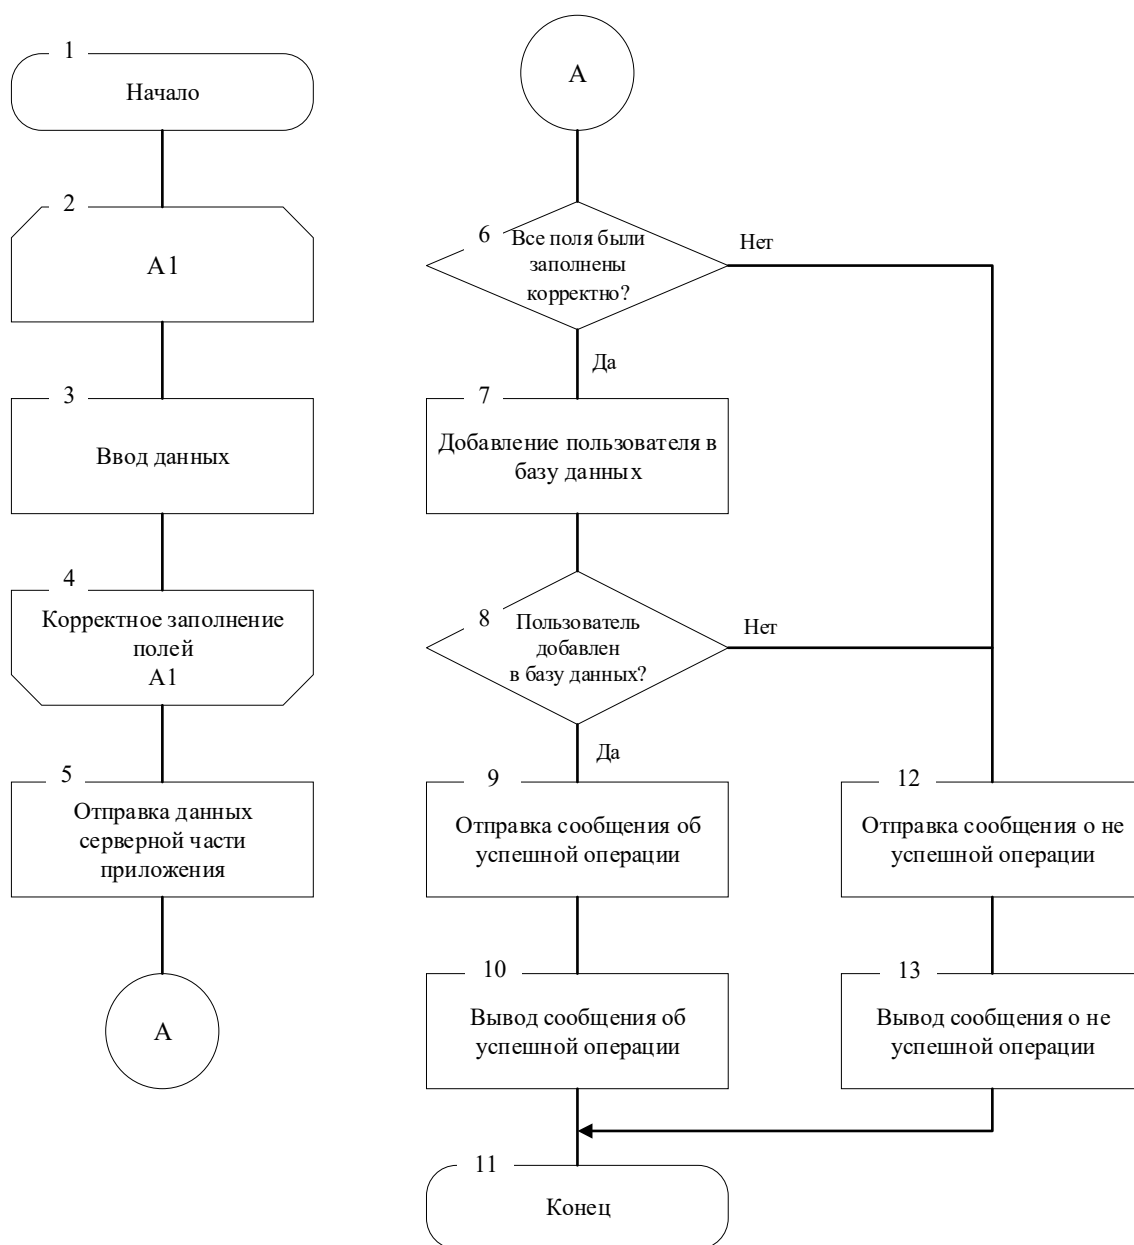 1
Начало
2
А1
3
Ввод данных
4
Корректное заполнение
полей
А1
5
Отправка данных
серверной части
приложения
А
А
6
Все поля были
заполнены
корректно?
Нет
Да
7
Добавление пользователя в
базу данных
8
Пользователь
добавлен
в базу данных?
Нет
Да
9
Отправка сообщения об
успешной операции
10
Вывод сообщения об
успешной операции
11
Конец
12
Отправка сообщения о не
успешной операции
13
Вывод сообщения о не
успешной операции